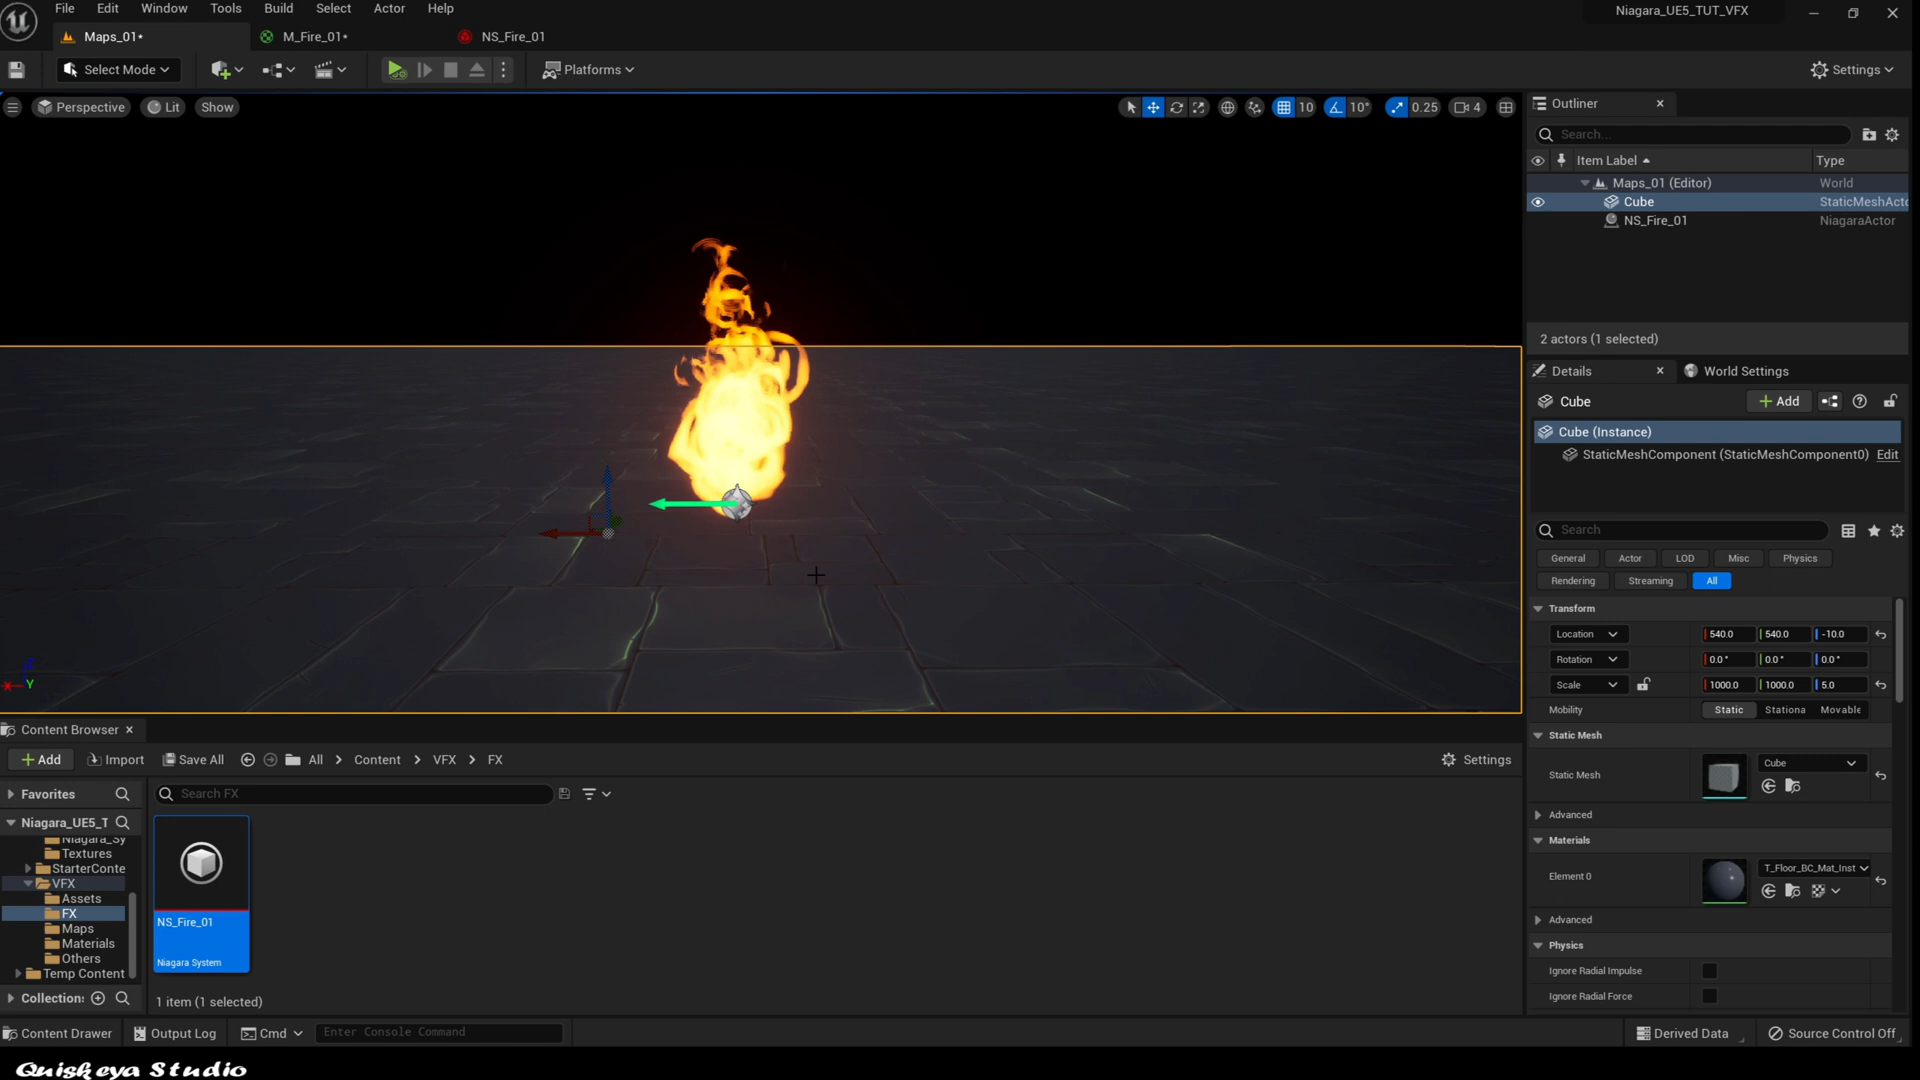 File Edit Window Tools Build Select Actor Help
Niagara_UE5_TUT_VFX
Maps_01* M_Fire_01* NS_Fire_01
Select Mode Platforms Settings
Perspective Lit Show 10 10° 0.25 4
Outliner
Search...
Item Label Type
Maps_01 (Editor) World
Cube StaticMeshActo
NS_Fire_01 NiagaraActor
2 actors (1 selected)
Details World Settings
Cube Add
Cube (Instance)
StaticMeshComponent (StaticMeshComponent0) Edit
Search
General Actor LOD Misc Physics
Rendering Streaming All
Transform
Location 540.0 540.0 -10.0
Rotation 0.0 ° 0.0 ° 0.0 °
Scale 1000.0 1000.0 5.0
Mobility Static Stationa Movable
Static Mesh
Static Mesh Cube
Advanced
Materials
Element 0 T_Floor_BC_Mat_Inst
Advanced
Physics
Ignore Radial Impulse
Ignore Radial Force
Z
X Y
Content Browser
Add Import Save All All Content VFX FX Settings
Favorites
Search FX
Niagara_UE5_T
Niagara_Sy
Textures
StarterConte
VFX
Assets
FX
Maps
Materials
Others
Temp Content
Collection:
NS_Fire_01
Niagara System
1 item (1 selected)
Content Drawer Output Log Cmd Enter Console Command Derived Data Source Control Off
Quiskeya Studio